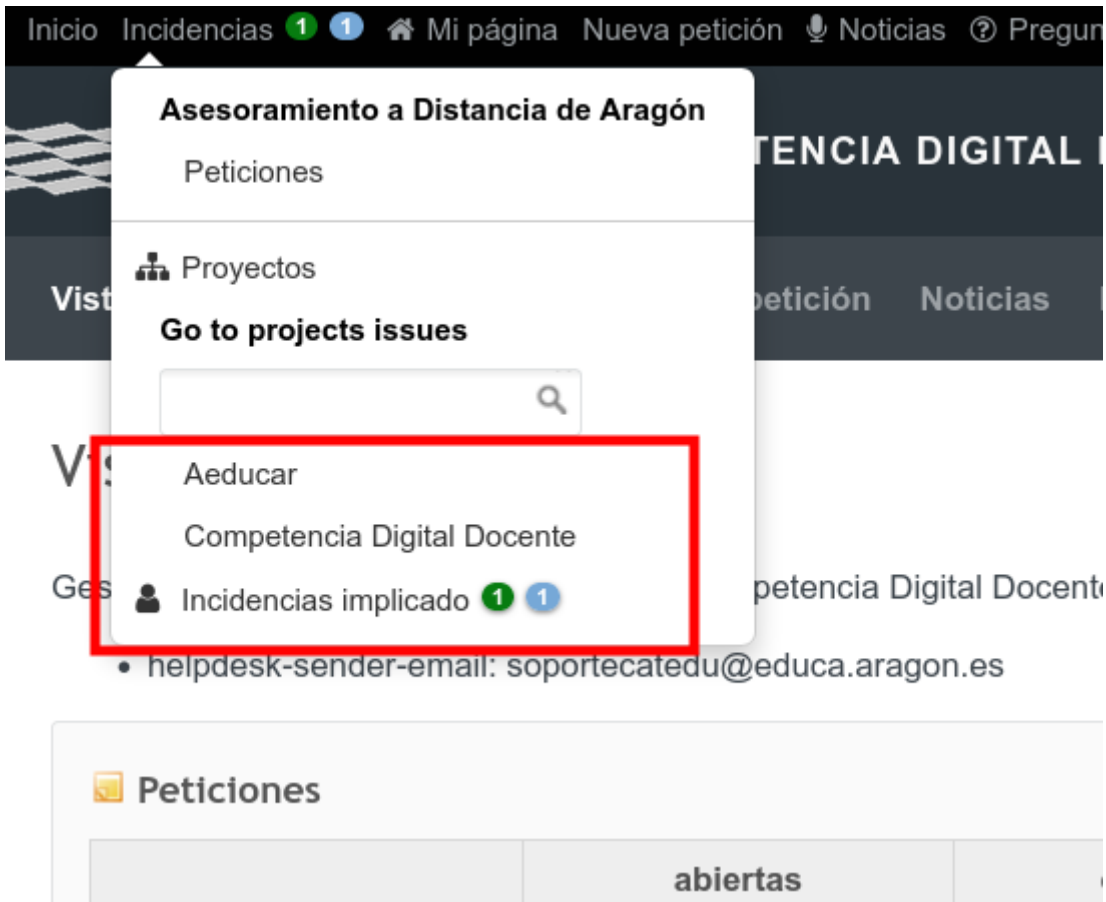 Inicio Incidencias 1 1 Mi página Nueva petición Noticias Pregun
Asesoramiento a Distancia de Aragón
TENCIA DIGITAL
Peticiones
Proyectos
Vist petición Noticias
Go to projects issues
Aeducar
Competencia Digital Docente
Ges petencia Digital Docente
Incidencias implicado 1 1
• helpdesk-sender-email: soportecatedu@educa.aragon.es
Peticiones
abiertas